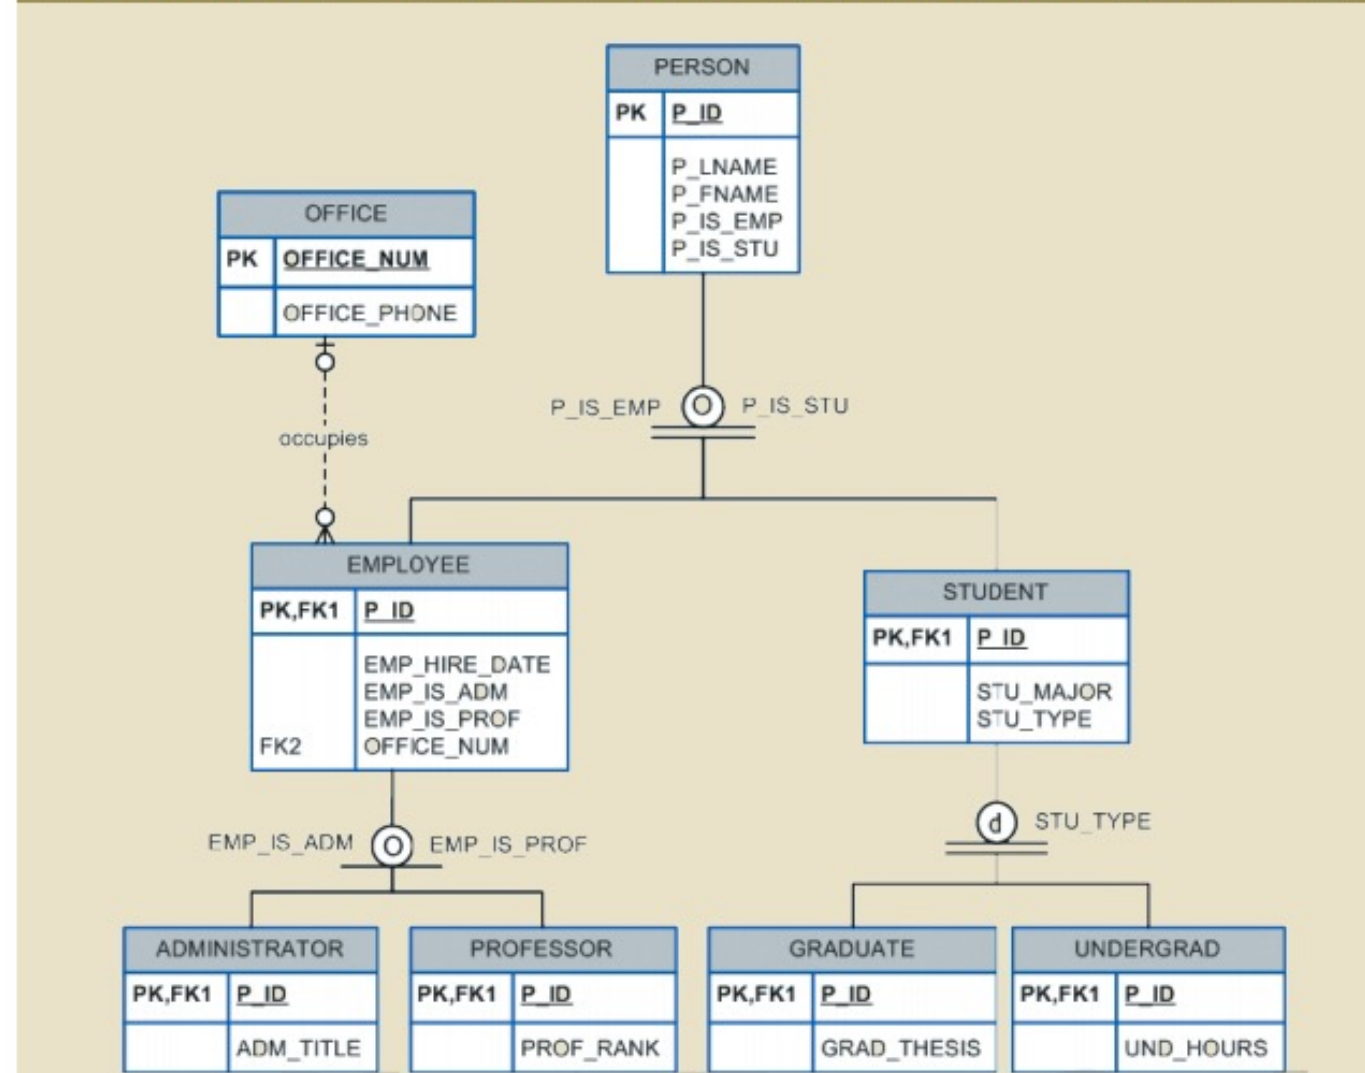 PERSON
PK P_ID
P_LNAME
P_FNAME
P_IS_EMP
P_IS_STU
OFFICE
PK OFFICE_NUM
OFFICE_PHONE
P_IS_EMP O P_IS_STU
occupies
EMPLOYEE
PK,FK1 P_ID
EMP_HIRE_DATE
EMP_IS_ADM
EMP_IS_PROF
FK2 OFFICE_NUM
STUDENT
PK,FK1 P_ID
STU_MAJOR
STU_TYPE
EMP_IS_ADM O EMP_IS_PROF
d STU_TYPE
ADMINISTRATOR
PK,FK1 P_ID
ADM_TITLE
PROFESSOR
PK,FK1 P_ID
PROF_RANK
GRADUATE
PK,FK1 P_ID
GRAD_THESIS
UNDERGRAD
PK,FK1 P_ID
UND_HOURS